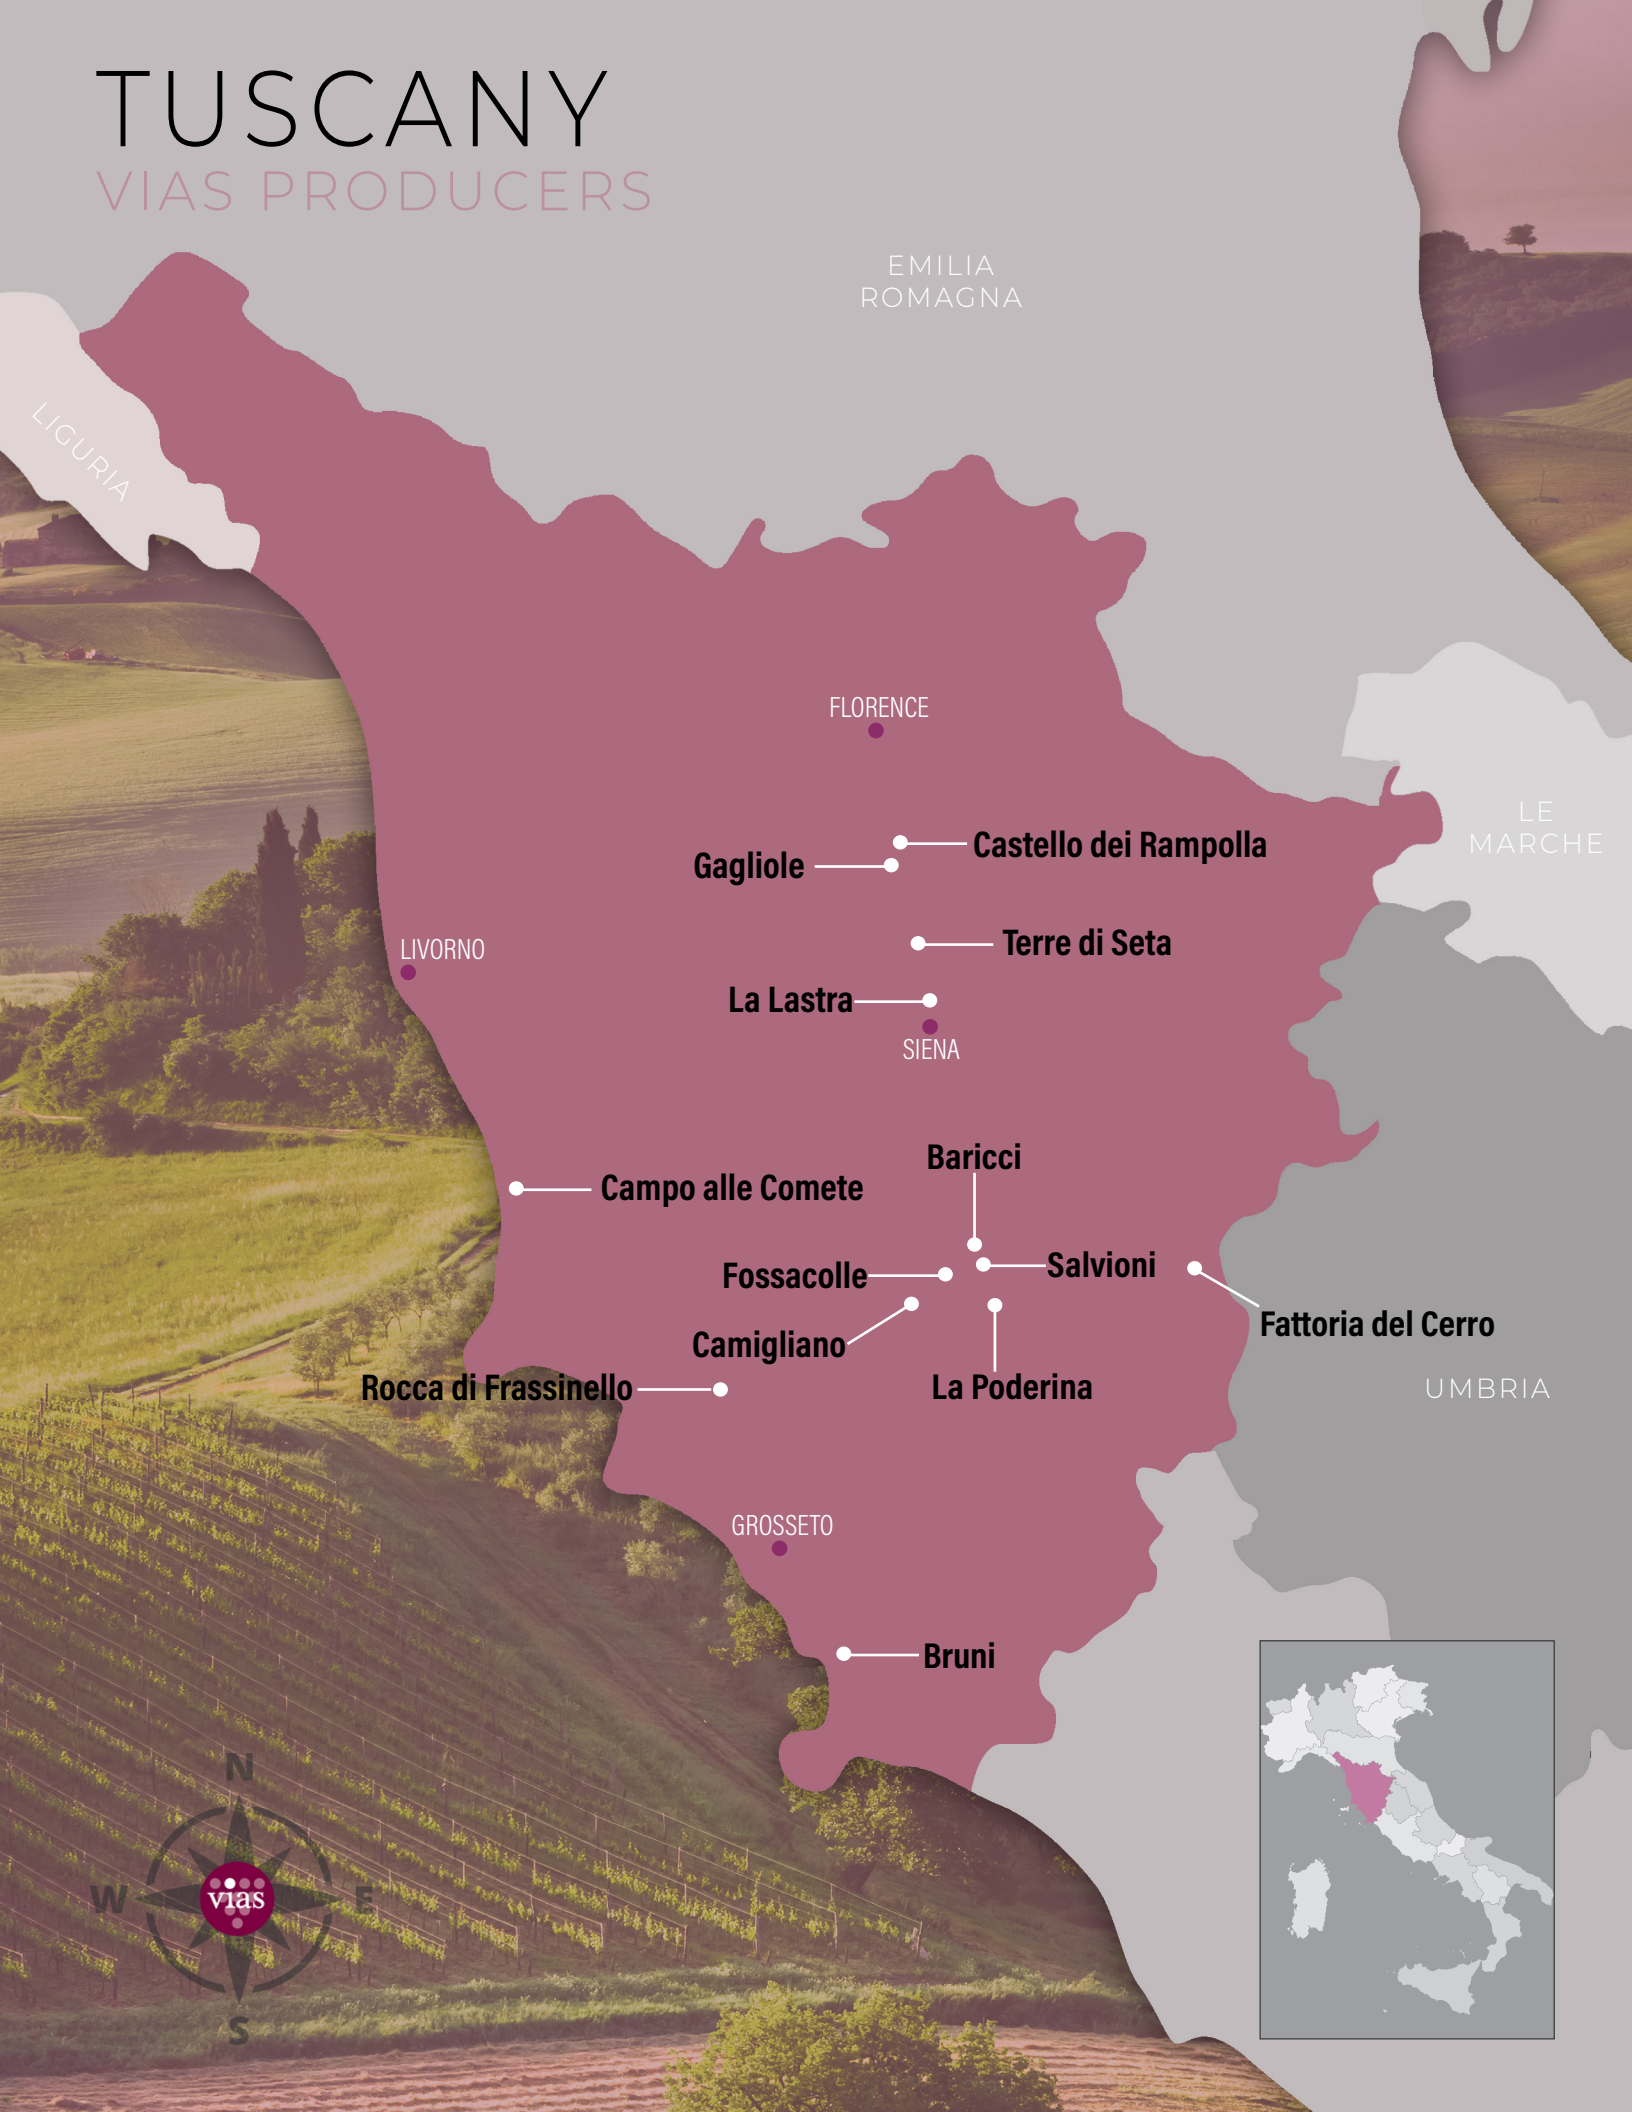 TUSCANY
VIAS PRODUCERS
EMILIA
ROMAGNA
LIGURIA
FLORENCE
LE
MARCHE
Castello dei Rampolla
Gagliole
LIVORNO
Terre di Seta
La Lastra
SIENA
Baricci
Campo alle Comete
Salvioni
Fossacolle
Fattoria del Cerro
Camigliano
Rocca di Frassinello
La Poderina
UMBRIA
GROSSETO
Bruni
N
W
vias
E
S